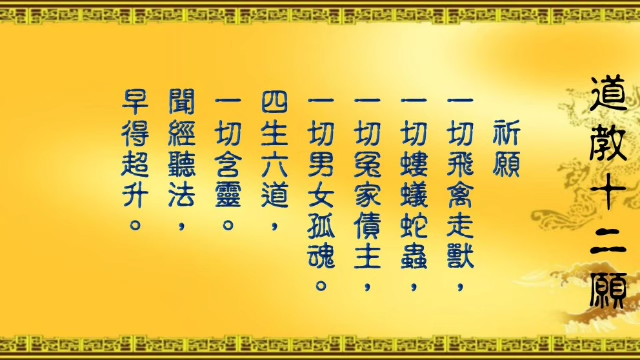 道教十二願
祈願
一切飛禽走獸，
一切螻蟻蛇蟲，
一切冤家債主，
一切男女孤魂。
四生六道，
一切含靈。
聞經聽法，
早得超升。